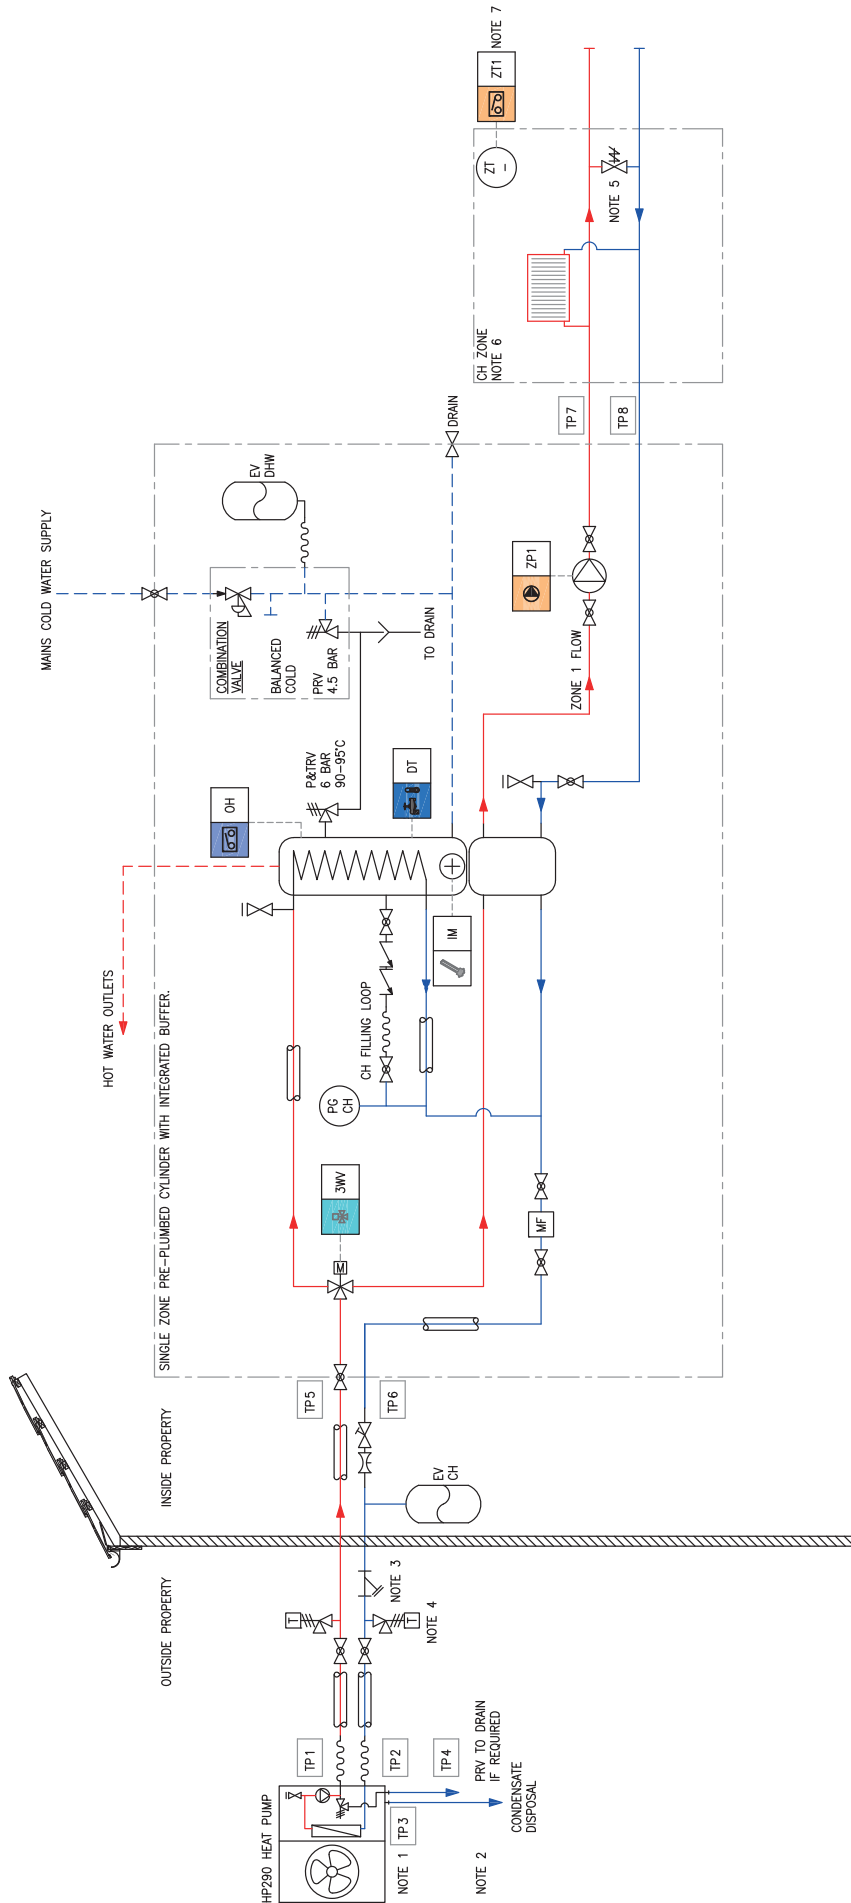 HP290 HEAT PUMP
NOTE 1
NOTE 2
TP1
TP2
TP3
TP4
PRV TO DRAIN
IF REQUIRED
CONDENSATE
DISPOSAL
OUTSIDE PROPERTY
T
T
NOTE 4
NOTE 3
INSIDE PROPERTY
EV
CH
TP5
TP6
SINGLE ZONE PRE-PLUMBED CYLINDER WITH INTEGRATED BUFFER.
M
3WV
MF
PG
CH
CH FILLING LOOP
HOT WATER OUTLETS
IM
OH
DT
P&TRV
6 BAR
90-95°C
MAINS COLD WATER SUPPLY
COMBINATION
VALVE
BALANCED
COLD
PRV
4.5 BAR
TO DRAIN
EV
DHW
DRAIN
ZONE 1 FLOW
ZP1
TP7
TP8
CH ZONE
NOTE 6
NOTE 5
ZT
-
ZT1
NOTE 7